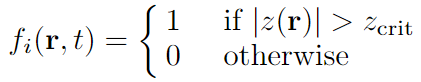 f_i(𝐫, t) = { 1 if |z(𝐫)| > z_crit
0 otherwise